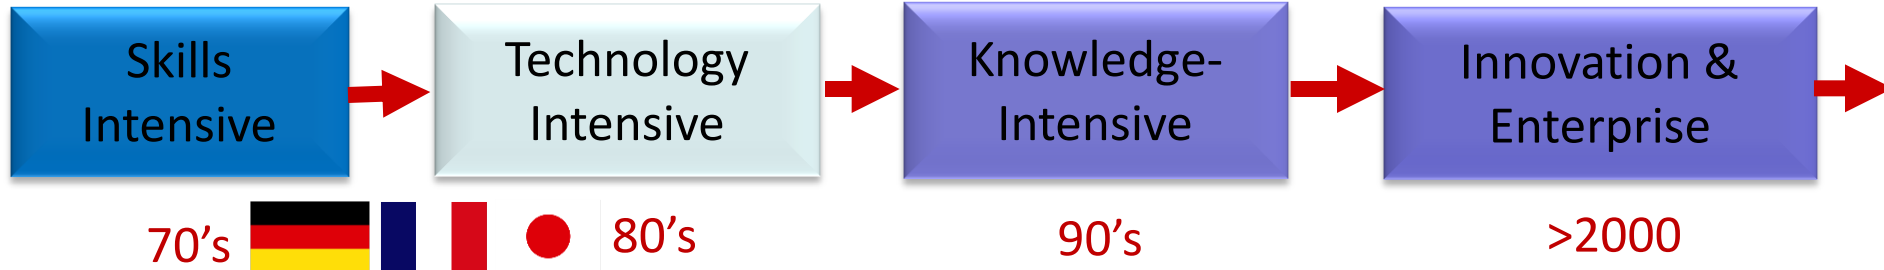 Skills
Intensive
Technology
Intensive
Knowledge-
Intensive
Innovation &
Enterprise
70’s
80’s
90’s
>2000